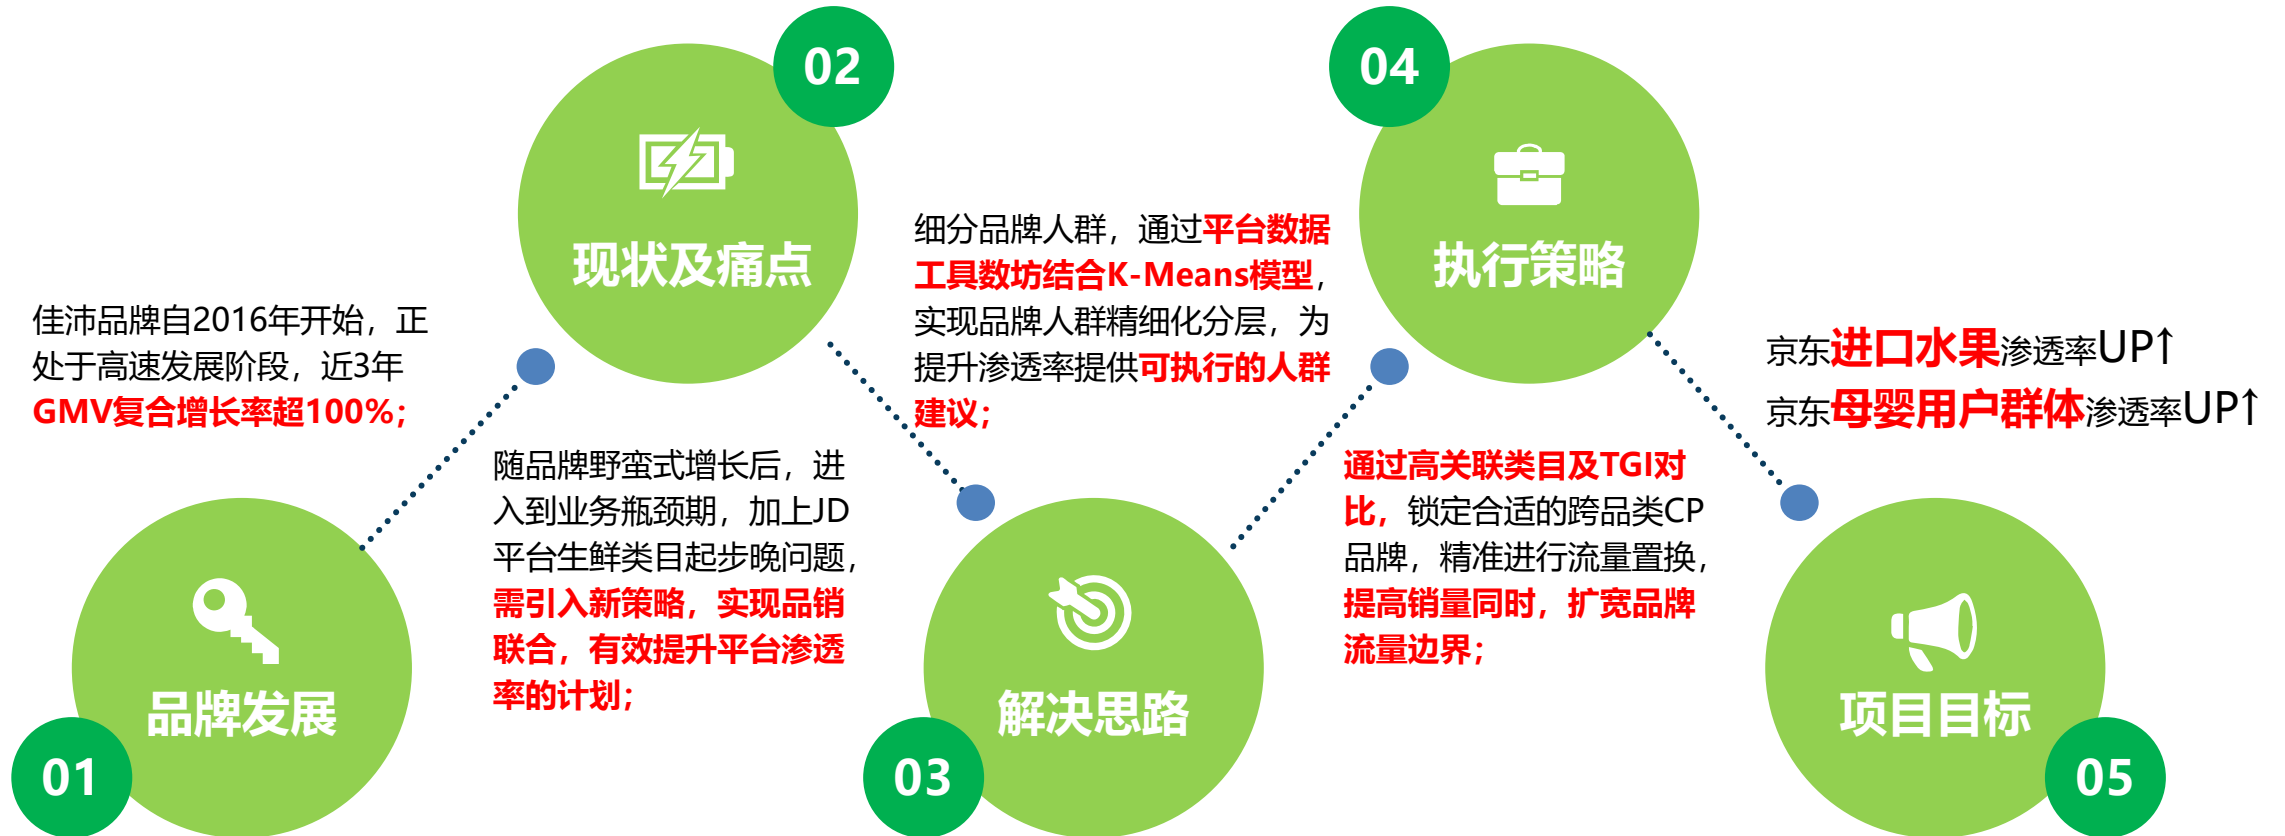 01
品牌发展
佳沛品牌自2016年开始，正
处于高速发展阶段，近3年
GMV复合增长率超100%；
02
现状及痛点
随品牌野蛮式增长后，进
入到业务瓶颈期，加上JD
平台生鲜类目起步晚问题，
需引入新策略，实现品销
联合，有效提升平台渗透
率的计划；
03
解决思路
细分品牌人群，通过平台数据
工具数坊结合K-Means模型，
实现品牌人群精细化分层，为
提升渗透率提供可执行的人群
建议；
04
执行策略
通过高关联类目及TGI对
比，锁定合适的跨品类CP
品牌，精准进行流量置换，
提高销量同时，扩宽品牌
流量边界；
05
项目目标
京东进口水果渗透率UP↑
京东母婴用户群体渗透率UP↑